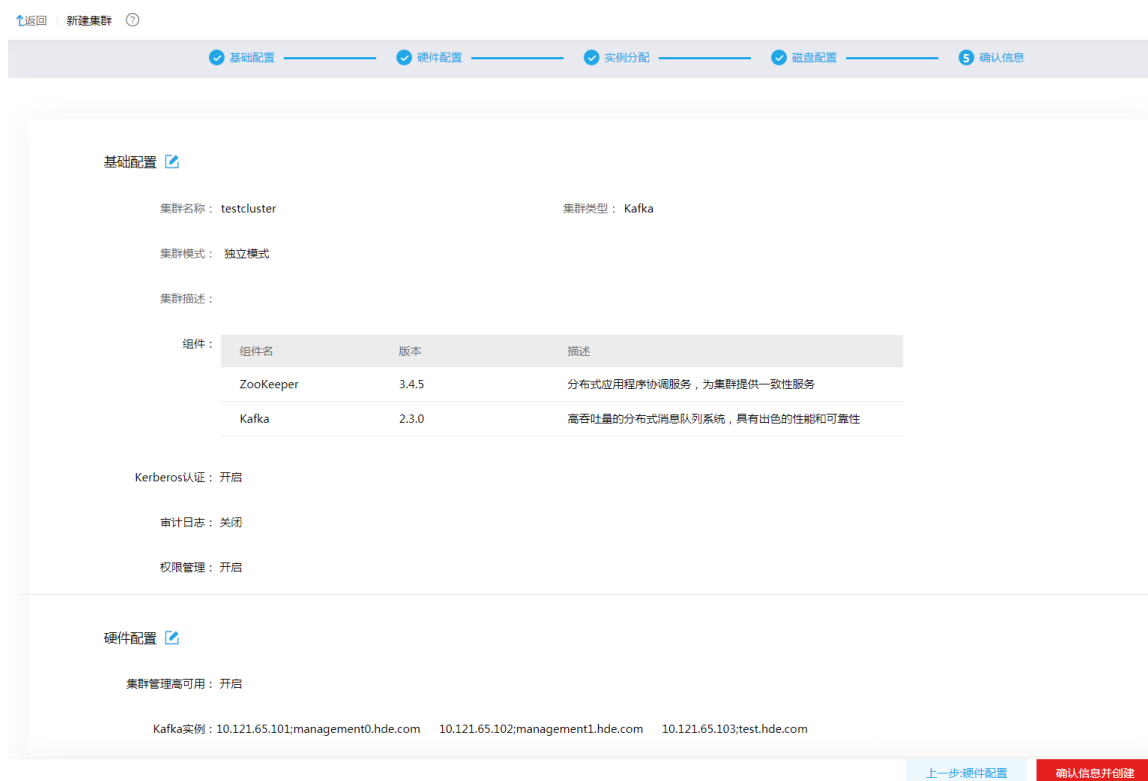 返回 新建集群 ?
基础配置 硬件配置 实例分配 磁盘配置 5 确认信息
基础配置
集群名称： testcluster 集群类型： Kafka
集群模式： 独立模式
集群描述：
组件：
组件名 版本 描述
ZooKeeper 3.4.5 分布式应用程序协调服务，为集群提供一致性服务
Kafka 2.3.0 高吞吐量的分布式消息队列系统，具有出色的性能和可靠性
Kerberos认证： 开启
审计日志： 关闭
权限管理： 开启
硬件配置
集群管理高可用： 开启
Kafka实例： 10.121.65.101;management0.hde.com 10.121.65.102;management1.hde.com 10.121.65.103;test.hde.com
上一步:硬件配置 确认信息并创建